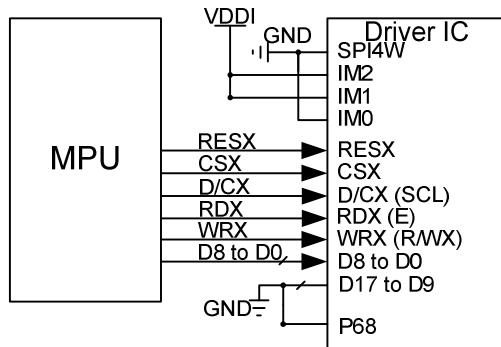 VDDI
GND
Driver IC
SPI4W
IM2
IM1
IM0
MPU
RESX
RESX
CSX
CSX
D/CX
D/CX (SCL)
RDX
RDX (E)
WRX
WRX (R/WX)
D8 to D0
D8 to D0
D17 to D9
GND
P68